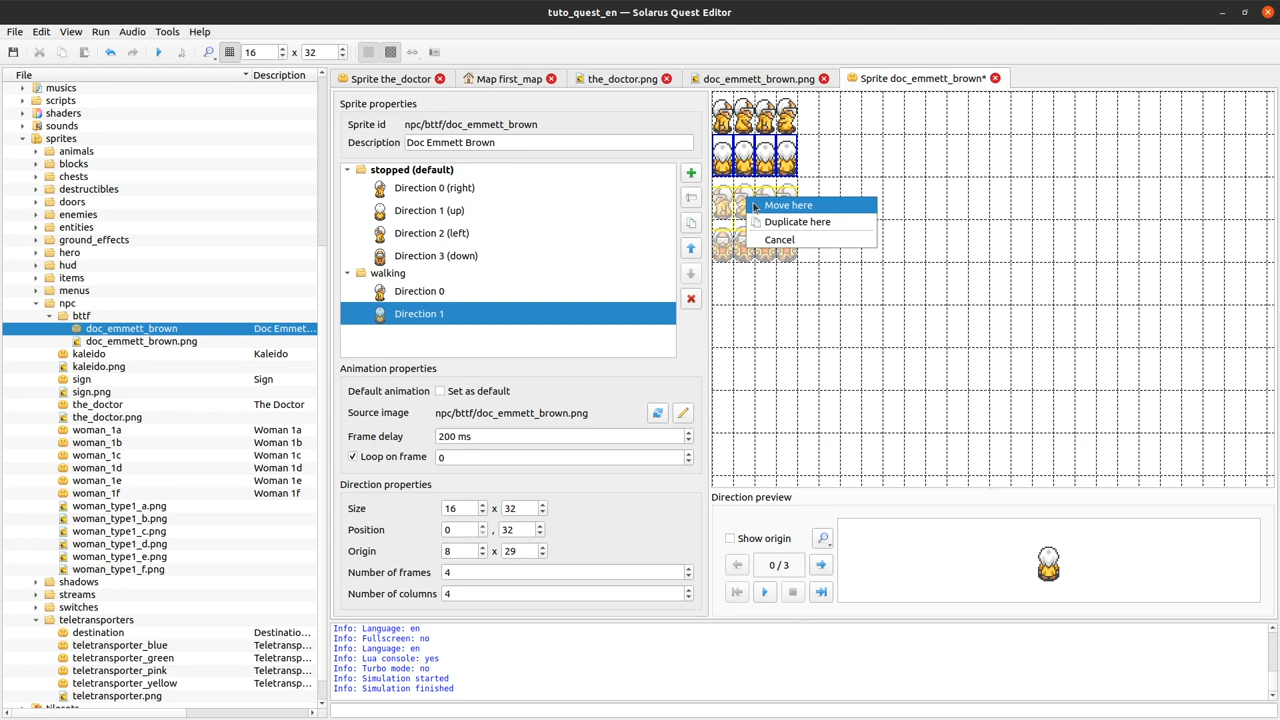 tuto_quest_en — Solarus Quest Editor
File Edit View Run Audio Tools Help
16 x 32
File Description
musics
scripts
shaders
sounds
sprites
animals
blocks
chests
destructibles
doors
enemies
entities
ground_effects
hero
hud
items
menus
npc
bttf
doc_emmett_brown Doc Emmet...
doc_emmett_brown.png
kaleido Kaleido
kaleido.png
sign Sign
sign.png
the_doctor The Doctor
the_doctor.png
woman_1a Woman 1a
woman_1b Woman 1b
woman_1c Woman 1c
woman_1d Woman 1d
woman_1e Woman 1e
woman_1f Woman 1f
woman_type1_a.png
woman_type1_b.png
woman_type1_c.png
woman_type1_d.png
woman_type1_e.png
woman_type1_f.png
shadows
streams
switches
teletransporters
destination Destinatio...
teletransporter_blue Teletransp...
teletransporter_green Teletransp...
teletransporter_pink Teletransp...
teletransporter_yellow Teletransp...
teletransporter.png
Sprite the_doctor Map first_map the_doctor.png doc_emmett_brown.png Sprite doc_emmett_brown*
Sprite properties
Sprite id npc/bttf/doc_emmett_brown
Description Doc Emmett Brown
stopped (default)
Direction 0 (right)
Direction 1 (up)
Direction 2 (left)
Direction 3 (down)
walking
Direction 0
Direction 1
Animation properties
Default animation Set as default
Source image npc/bttf/doc_emmett_brown.png
Frame delay 200 ms
Loop on frame 0
Direction properties
Size 16 x 32
Position 0 , 32
Origin 8 x 29
Number of frames 4
Number of columns 4
Move here
Duplicate here
Cancel
Direction preview
Show origin
0 / 3
Info: Language: en
Info: Fullscreen: no
Info: Language: en
Info: Lua console: yes
Info: Turbo mode: no
Info: Simulation started
Info: Simulation finished